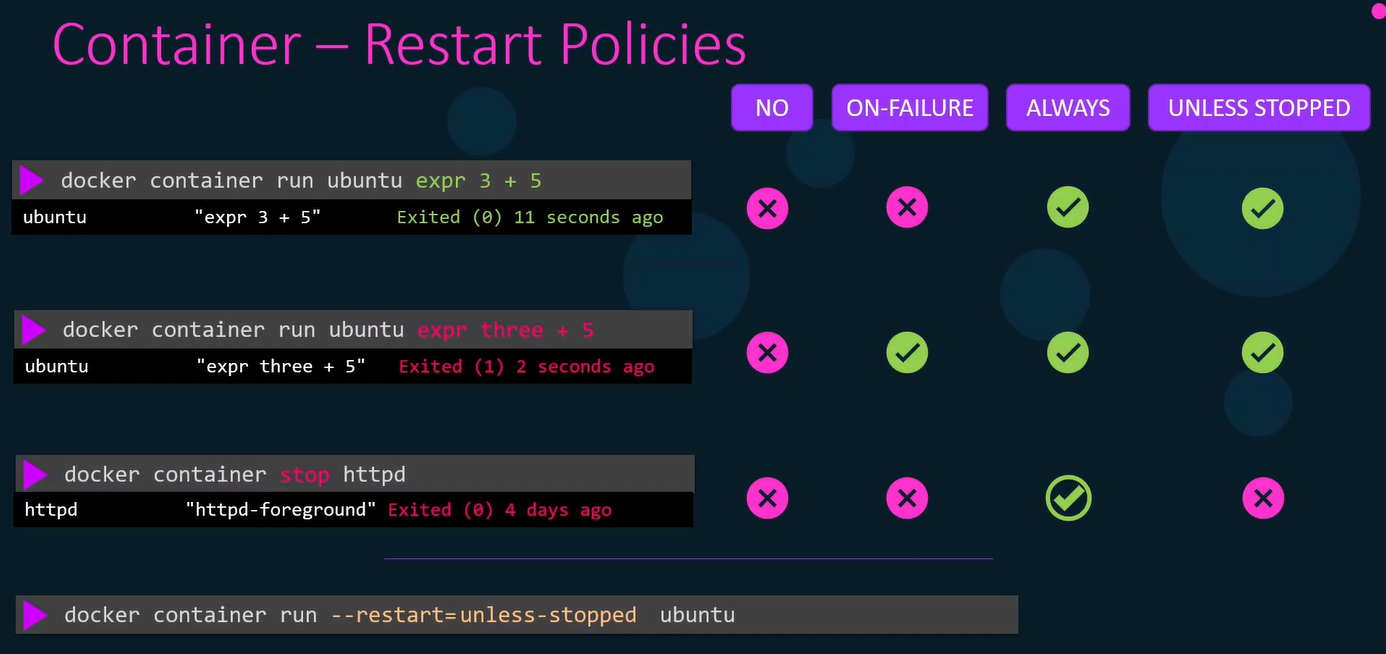 Container – Restart Policies
NO ON-FAILURE ALWAYS UNLESS STOPPED
docker container run ubuntu expr 3 + 5
ubuntu "expr 3 + 5" Exited (0) 11 seconds ago
docker container run ubuntu expr three + 5
ubuntu "expr three + 5" Exited (1) 2 seconds ago
docker container stop httpd
httpd "httpd-foreground" Exited (0) 4 days ago
docker container run --restart=unless-stopped ubuntu